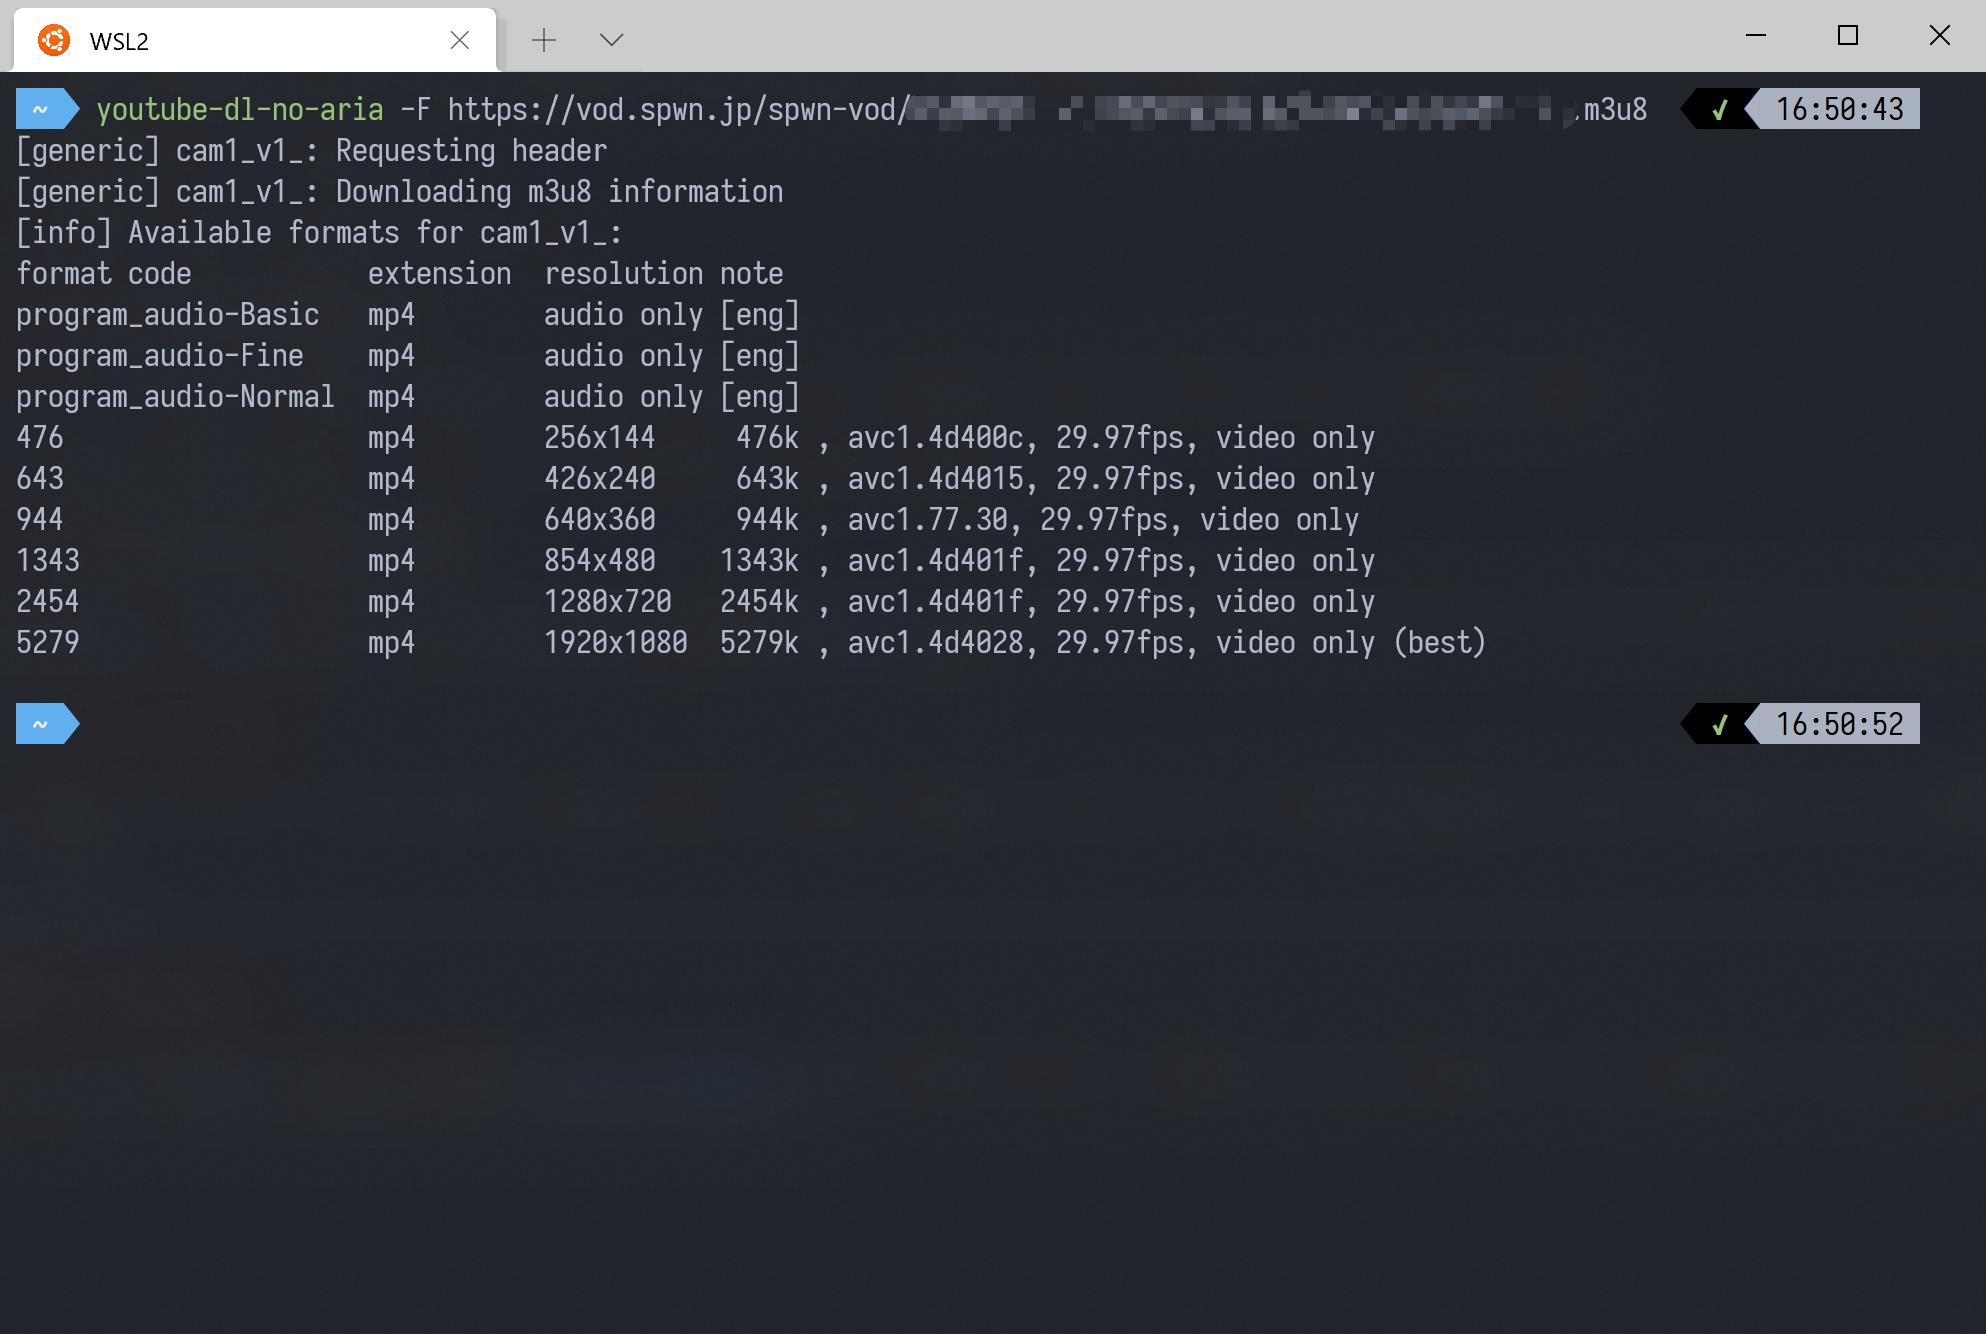 WSL2
~ youtube-dl-no-aria -F https://vod.spwn.jp/spwn-vod/ .m3u8 ✓ 16:50:43
[generic] cam1_v1_: Requesting header
[generic] cam1_v1_: Downloading m3u8 information
[info] Available formats for cam1_v1_:
format code extension resolution note
program_audio-Basic mp4 audio only [eng]
program_audio-Fine mp4 audio only [eng]
program_audio-Normal mp4 audio only [eng]
476 mp4 256x144 476k , avc1.4d400c, 29.97fps, video only
643 mp4 426x240 643k , avc1.4d4015, 29.97fps, video only
944 mp4 640x360 944k , avc1.77.30, 29.97fps, video only
1343 mp4 854x480 1343k , avc1.4d401f, 29.97fps, video only
2454 mp4 1280x720 2454k , avc1.4d401f, 29.97fps, video only
5279 mp4 1920x1080 5279k , avc1.4d4028, 29.97fps, video only (best)
~ ✓ 16:50:52